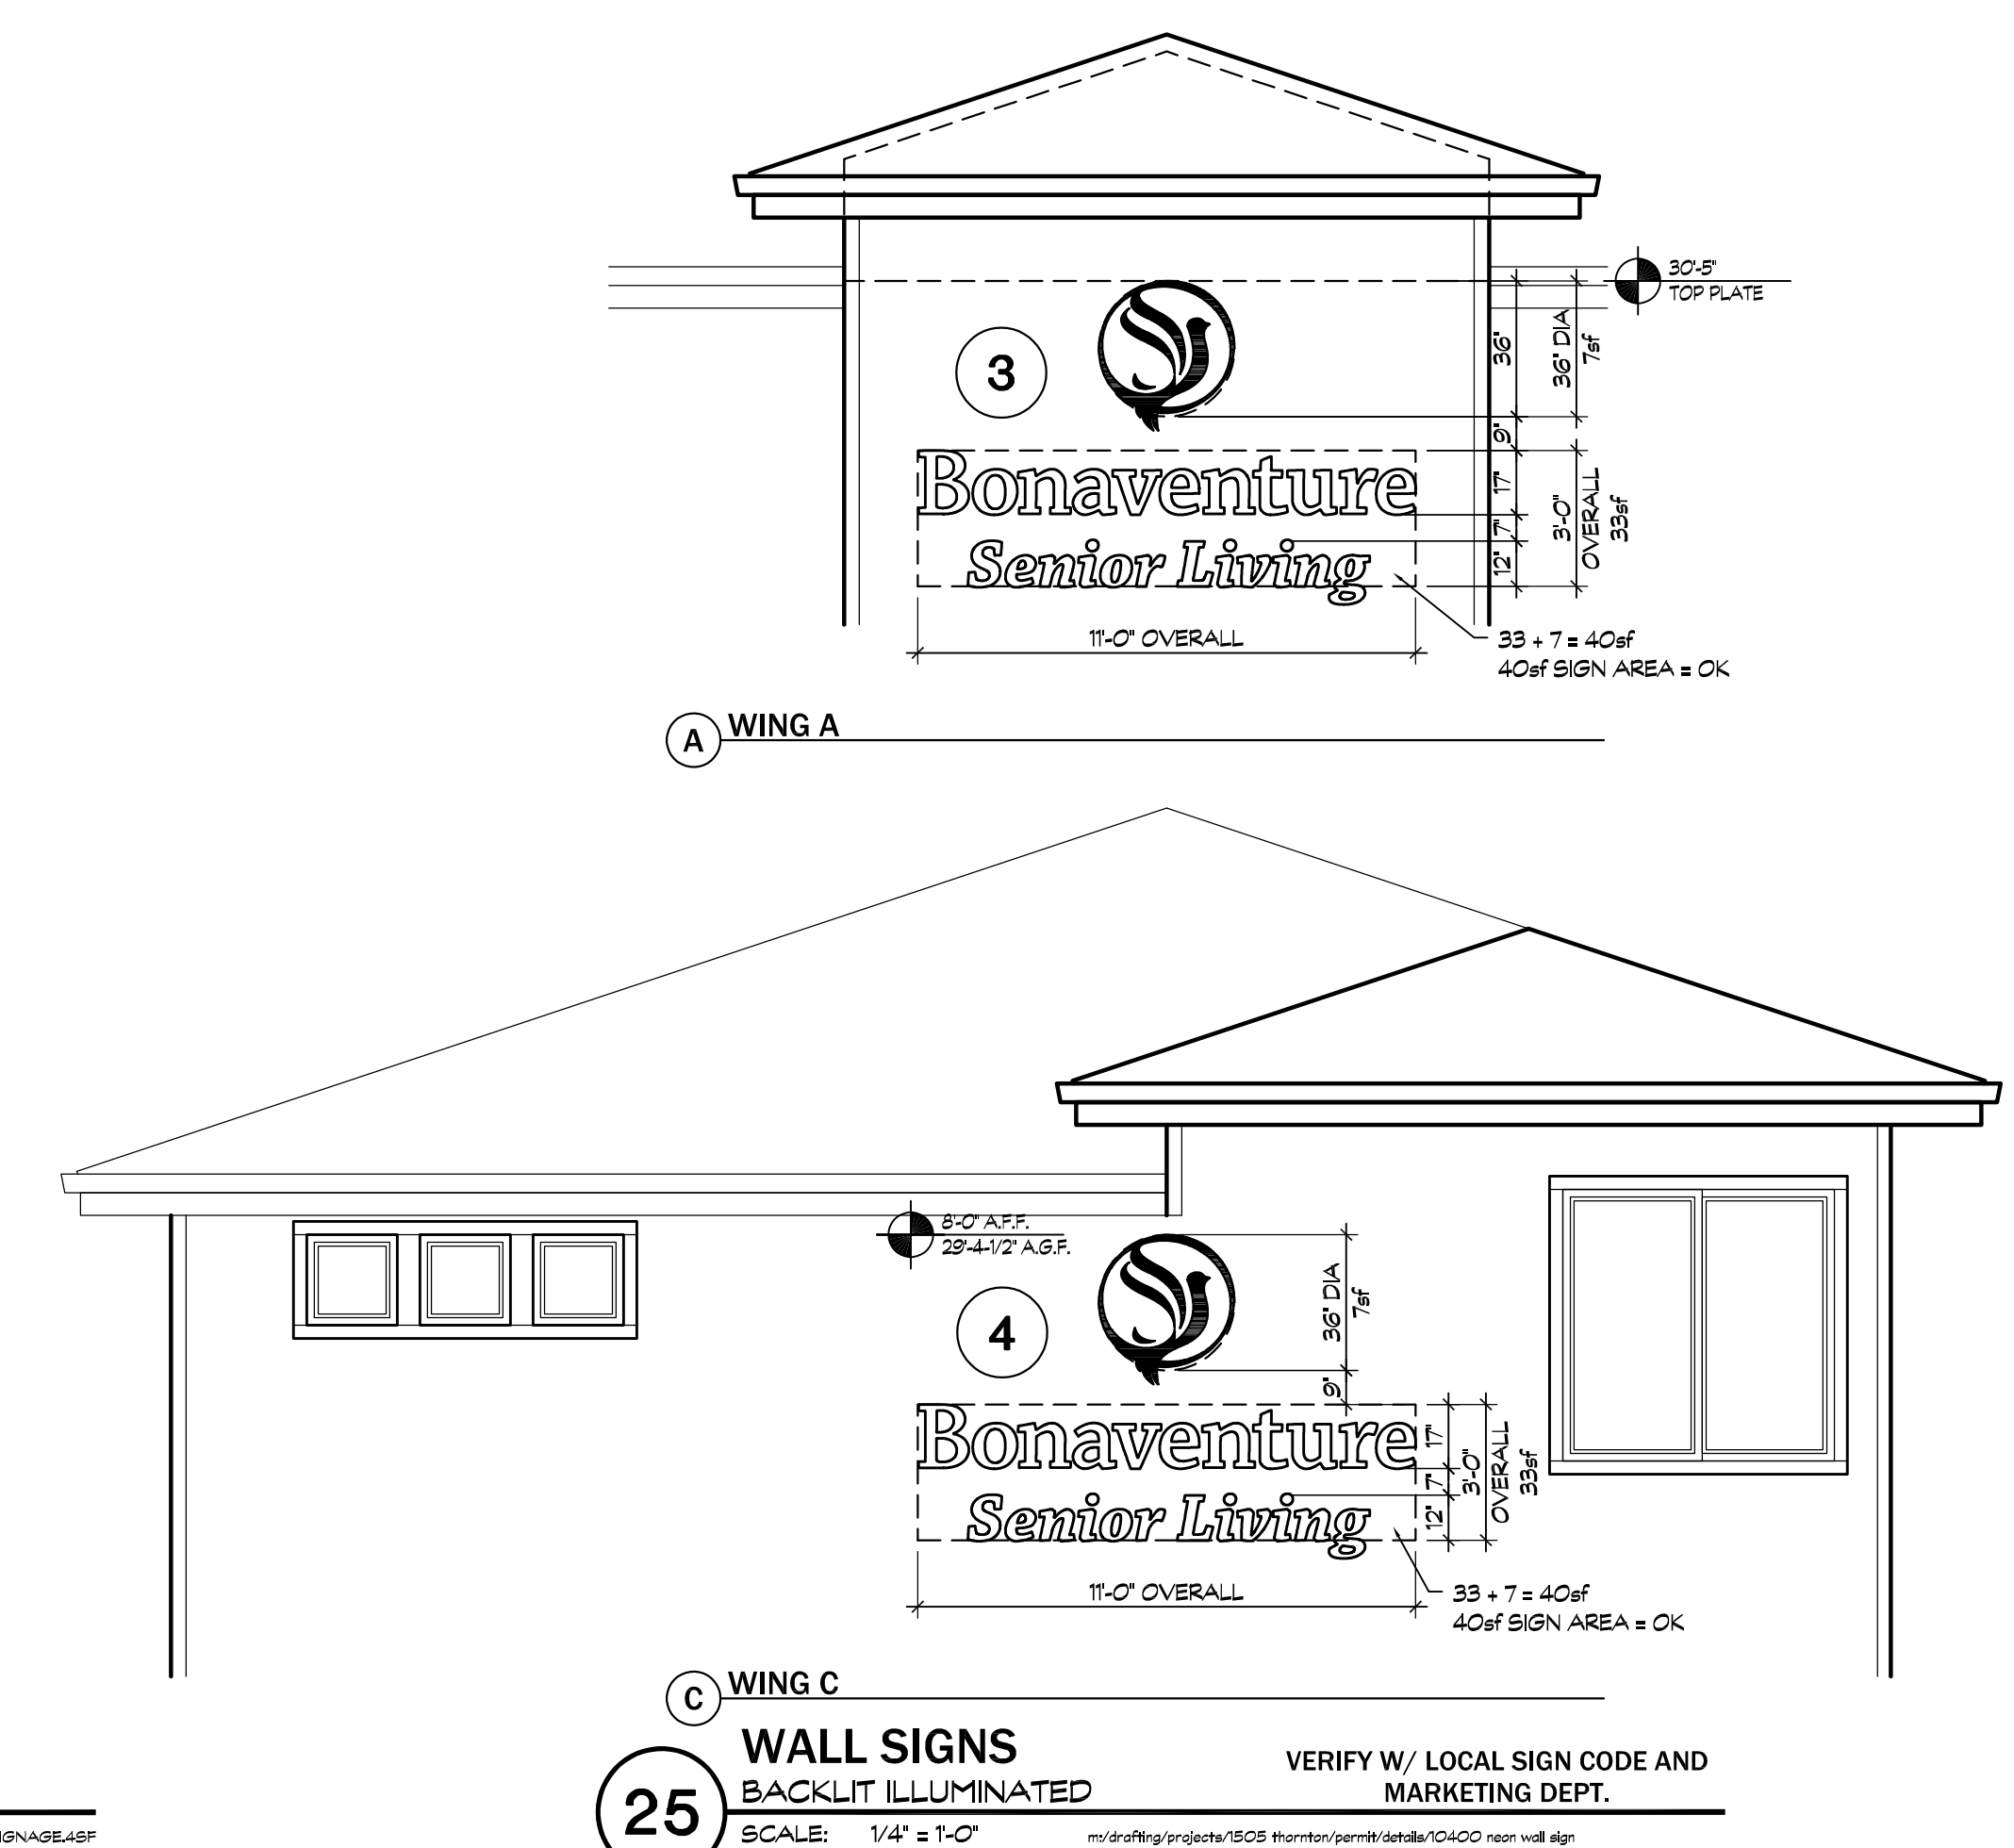 30'-5"
TOP PLATE
3
36"
36" DIA
7sf
9"
Bonaventure
17"
7"
3'-0"
OVERALL
33sf
Senior Living
12"
11'-0" OVERALL
33 + 7 = 40sf
40sf SIGN AREA = OK
A WING A
8'-0" A.F.F.
29'-4-1/2" A.G.F.
4
36" DIA
7sf
9"
Bonaventure
17"
7"
3'-0"
OVERALL
33sf
Senior Living
12"
11'-0" OVERALL
33 + 7 = 40sf
40sf SIGN AREA = OK
C WING C
25
WALL SIGNS
BACKLIT ILLUMINATED
VERIFY W/ LOCAL SIGN CODE AND
MARKETING DEPT.
SCALE: 1/4" = 1'-0"
m:/drafting/projects/1505 thornton/permit/details/10400 neon wall sign
IGNAGE.4SF